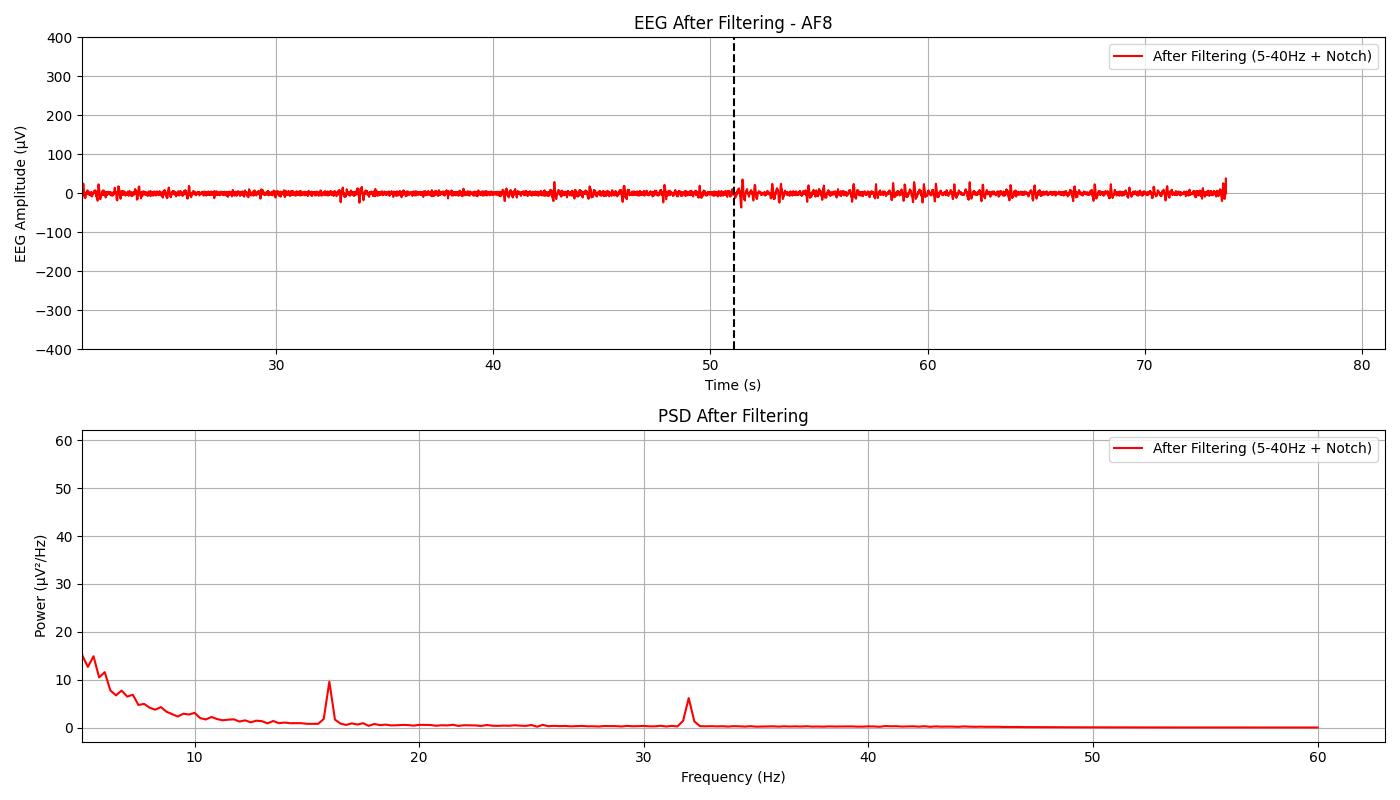 EEG After Filtering - AF8
EEG Amplitude (µV)
400
300
200
100
0
−100
−200
−300
−400
After Filtering (5-40Hz + Notch)
30 40 50 60 70 80
Time (s)
PSD After Filtering
Power (µV²/Hz)
60
50
40
30
20
10
0
After Filtering (5-40Hz + Notch)
10 20 30 40 50 60
Frequency (Hz)